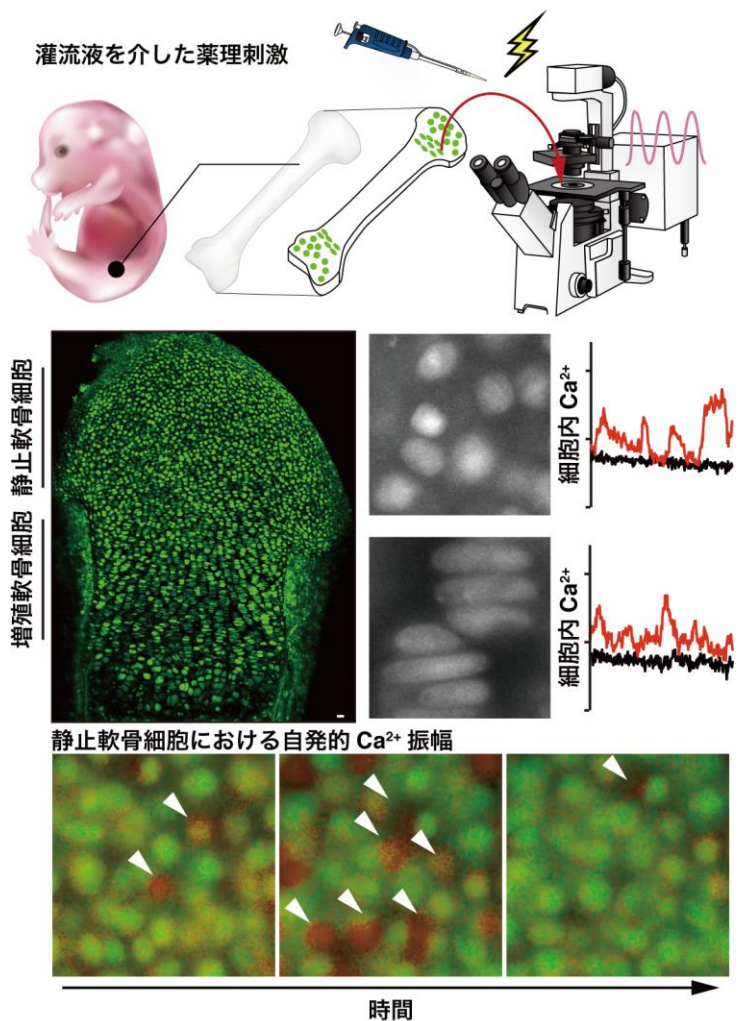 灌流液を介した薬理刺激
静止軟骨細胞
増殖軟骨細胞
細胞内 Ca²⁺
細胞内 Ca²⁺
静止軟骨細胞における自発的 Ca²⁺ 振幅
時間